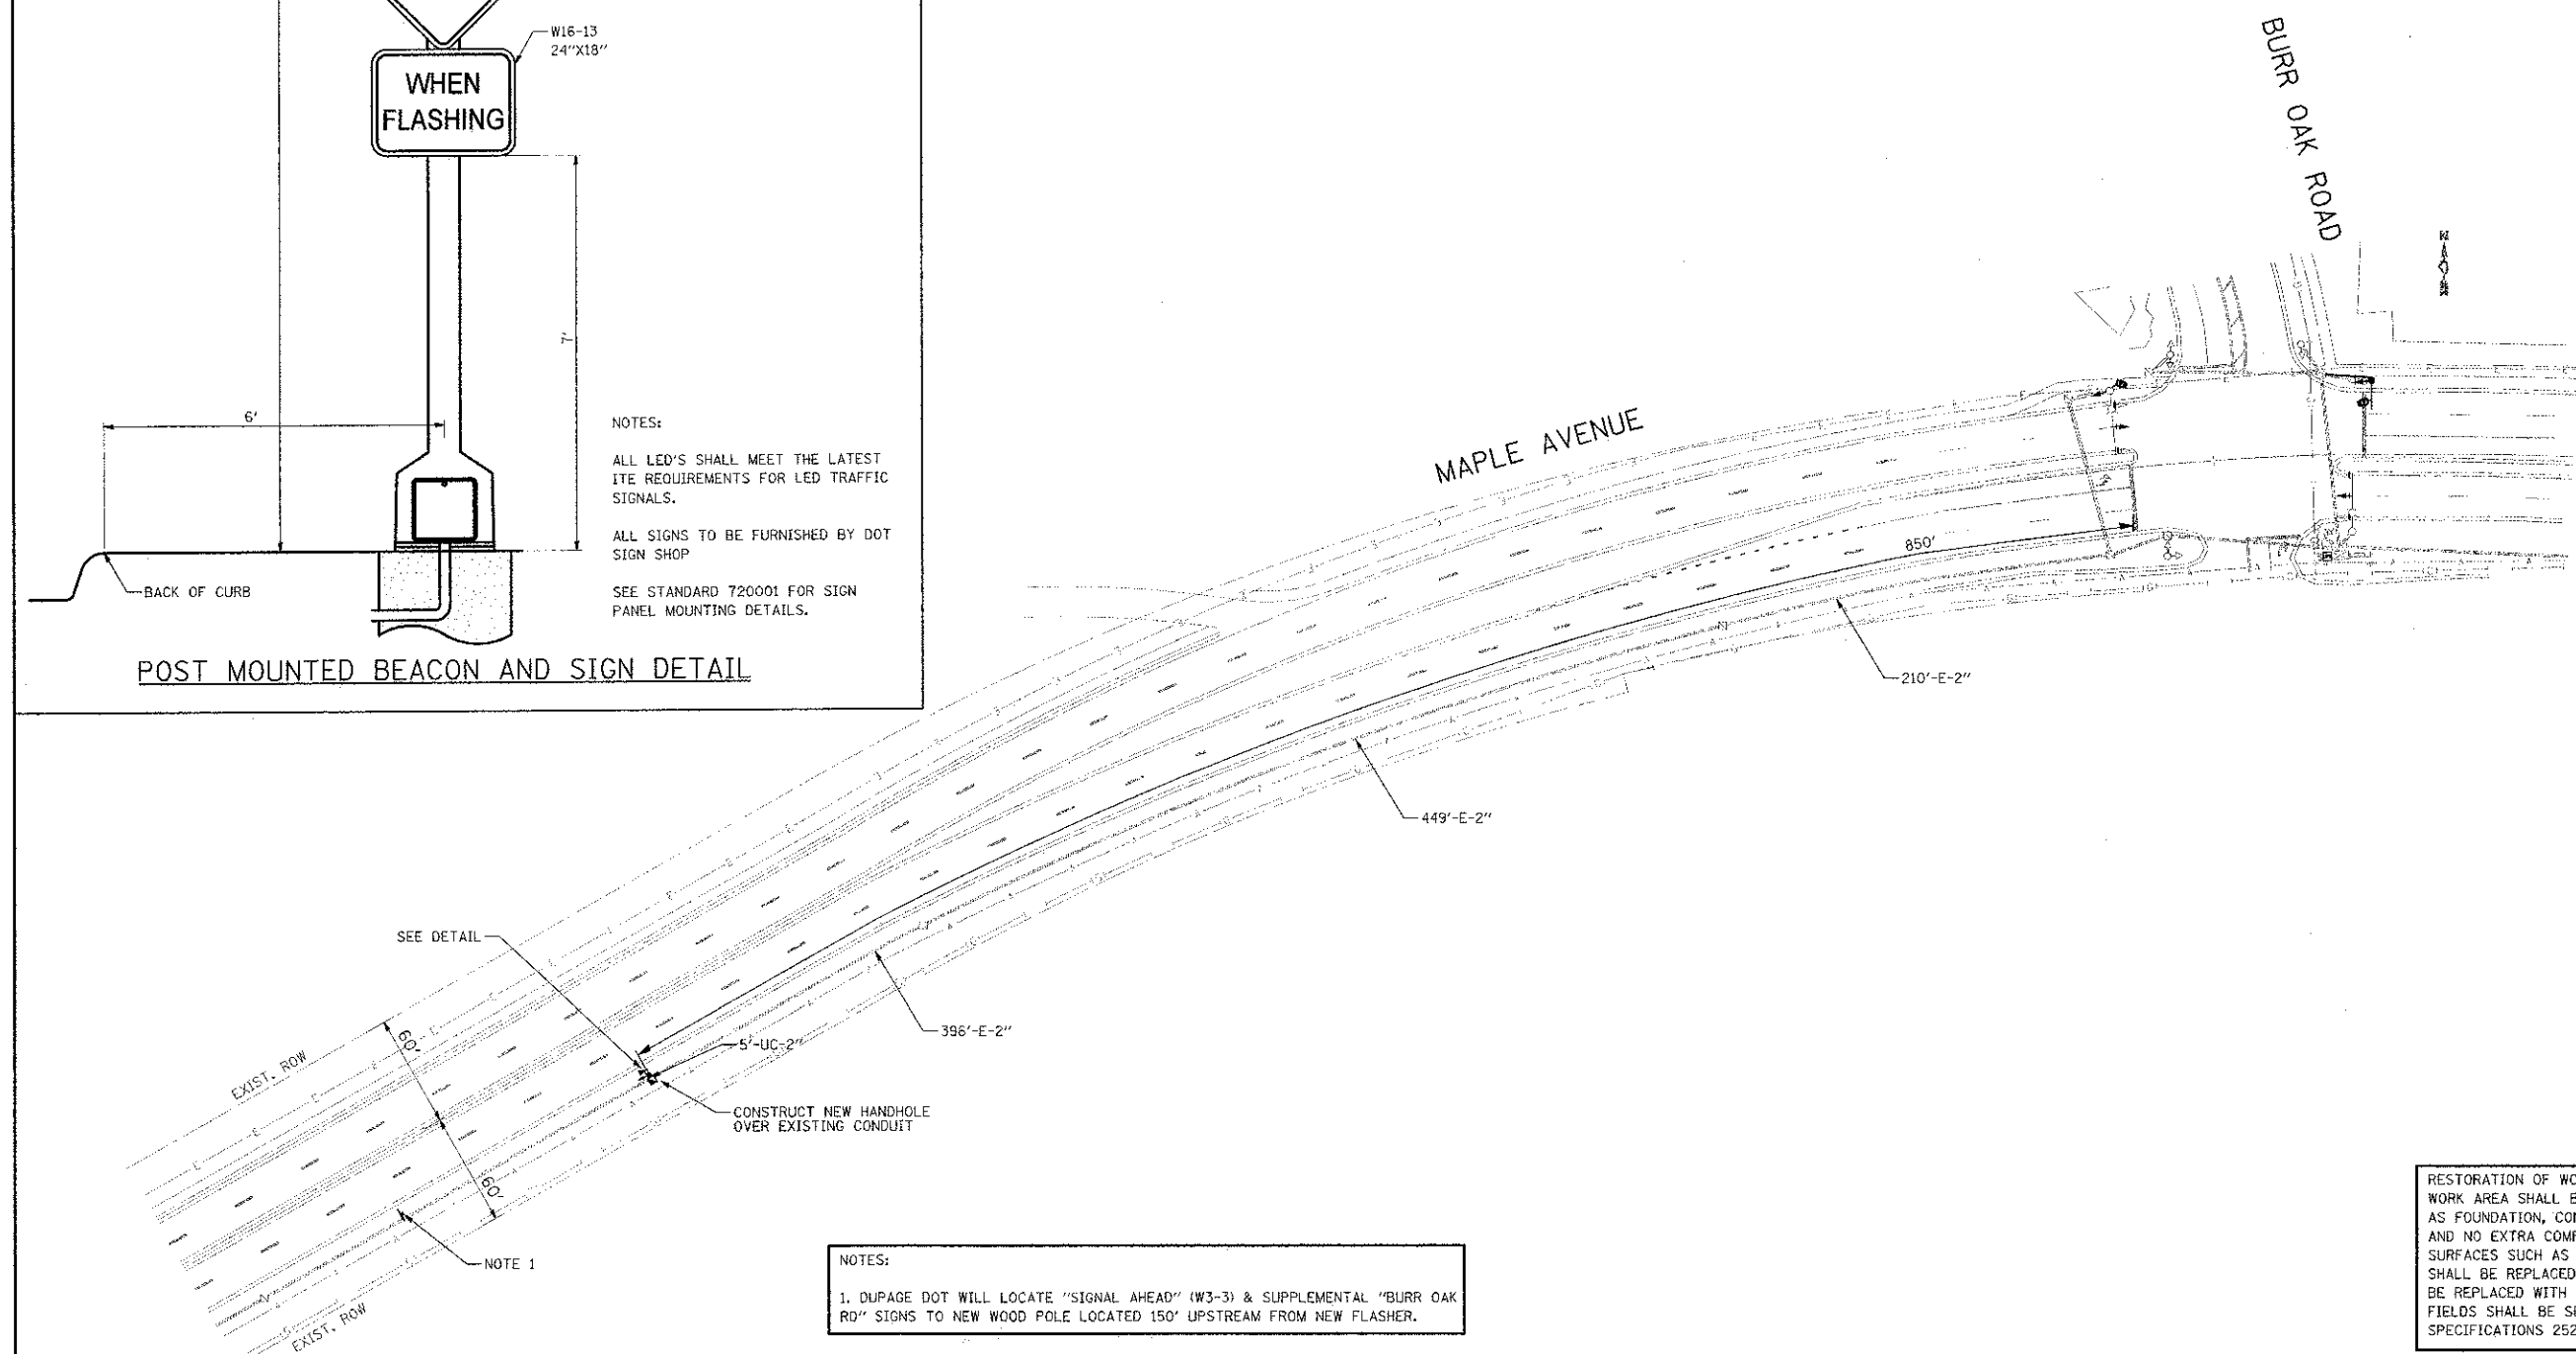 W16-13
24"X18"
WHEN
FLASHING
7'
6'
BACK OF CURB
NOTES:
ALL LED'S SHALL MEET THE LATEST
ITE REQUIREMENTS FOR LED TRAFFIC
SIGNALS.
ALL SIGNS TO BE FURNISHED BY DOT
SIGN SHOP
SEE STANDARD 720001 FOR SIGN
PANEL MOUNTING DETAILS.
POST MOUNTED BEACON AND SIGN DETAIL
BURR OAK ROAD
N
MAPLE AVENUE
850'
210'-E-2"
449'-E-2"
396'-E-2"
SEE DETAIL
5'-UC-2"
CONSTRUCT NEW HANDHOLE
OVER EXISTING CONDUIT
EXIST. ROW
60'
60'
NOTE 1
EXIST. ROW
NOTES:
1. DUPAGE DOT WILL LOCATE "SIGNAL AHEAD" (W3-3) & SUPPLEMENTAL "BURR OAK
RD" SIGNS TO NEW WOOD POLE LOCATED 150' UPSTREAM FROM NEW FLASHER.
RESTORATION OF WO
WORK AREA SHALL B
AS FOUNDATION, CON
AND NO EXTRA COMP
SURFACES SUCH AS
SHALL BE REPLACED
BE REPLACED WITH
FIELDS SHALL BE S
SPECIFICATIONS 252